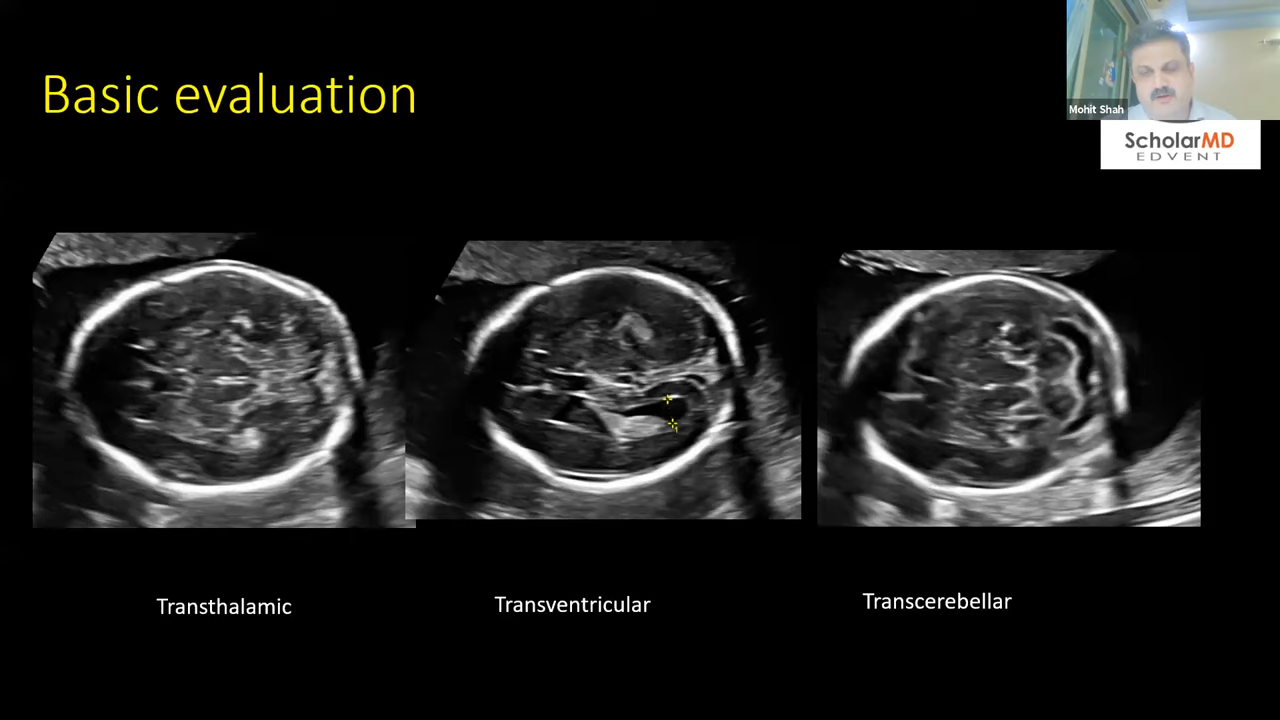 Basic evaluation
Mohit Shah
ScholarMD
EDVENT
Transthalamic
Transventricular
Transcerebellar